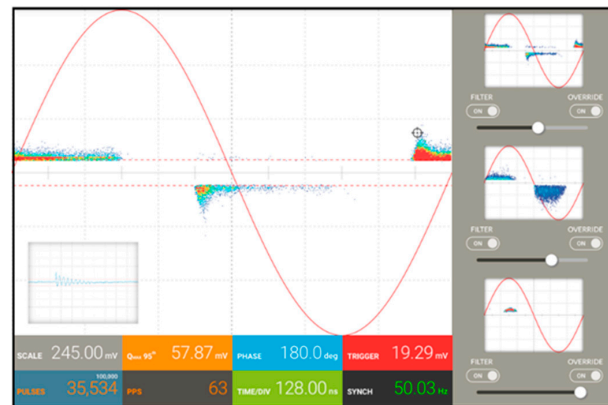 FILTER OVERRIDE
ON ON
FILTER OVERRIDE
ON ON
FILTER OVERRIDE
ON ON
SCALE 245.00 mV Qmax 95th 57.87 mV PHASE 180.0 deg TRIGGER 19.29 mV
100,000
PULSES 35,534 PPS 63 TIME/DIV 128.00 ns SYNCH 50.03 Hz